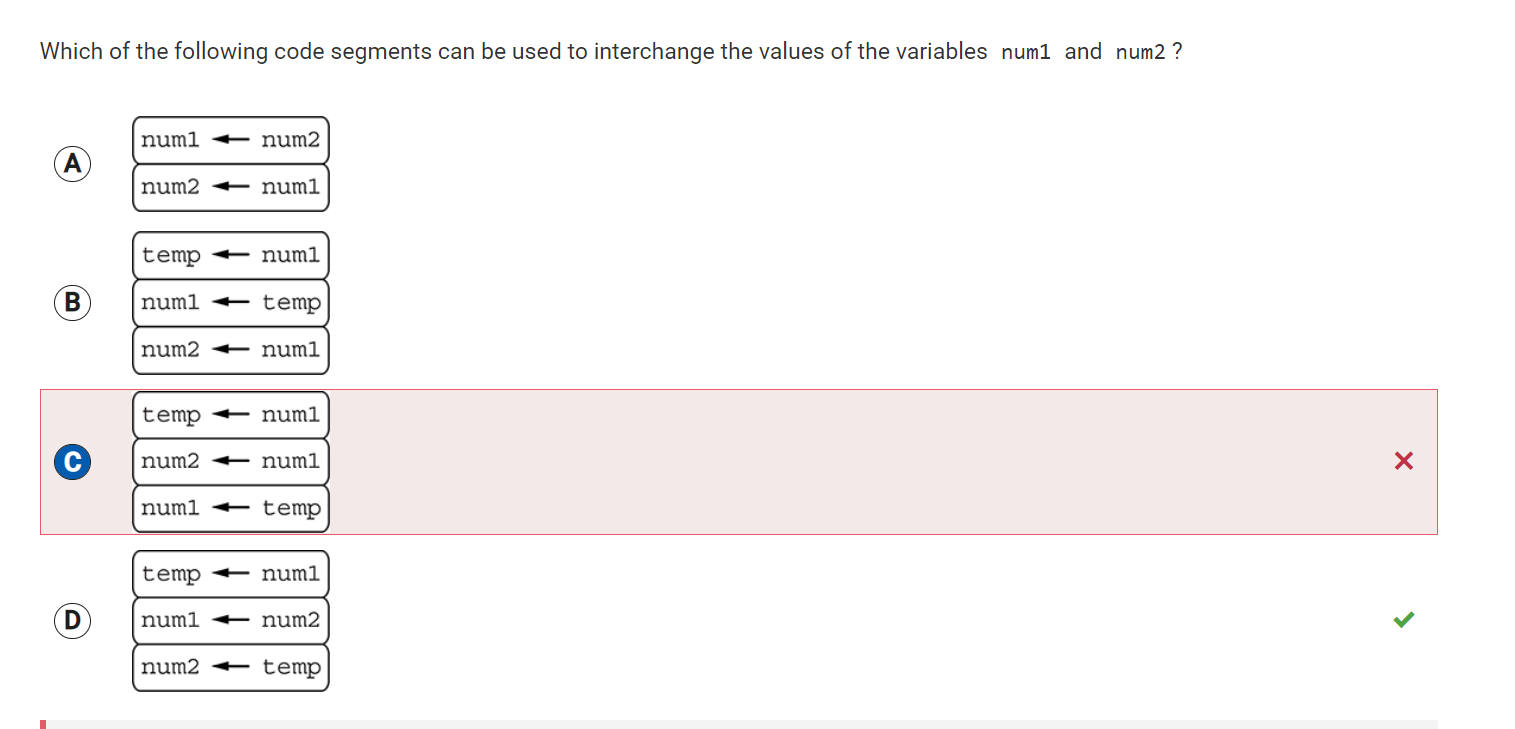 Which of the following code segments can be used to interchange the values of the variables num1 and num2 ?
A
num1 ← num2
num2 ← num1
B
temp ← num1
num1 ← temp
num2 ← num1
C
temp ← num1
num2 ← num1
num1 ← temp
D
temp ← num1
num1 ← num2
num2 ← temp